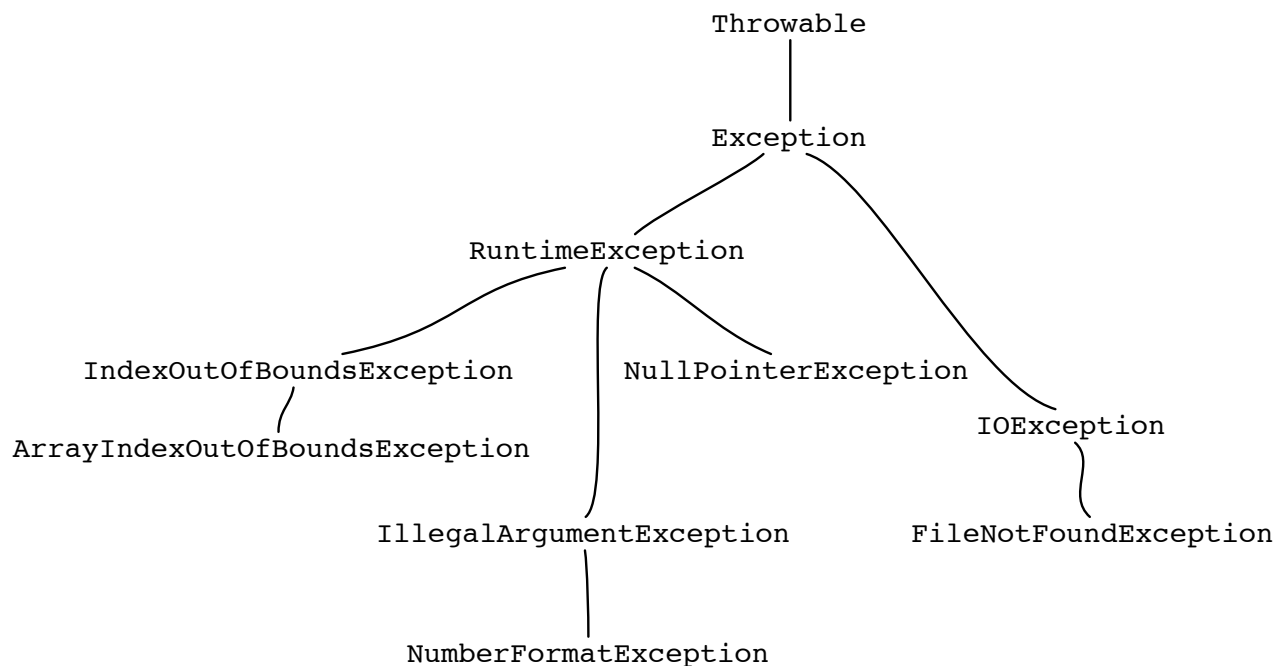 Throwable
Exception
RuntimeException
IndexOutOfBoundsException
NullPointerException
IOException
ArrayIndexOutOfBoundsException
IllegalArgumentException
FileNotFoundException
NumberFormatException